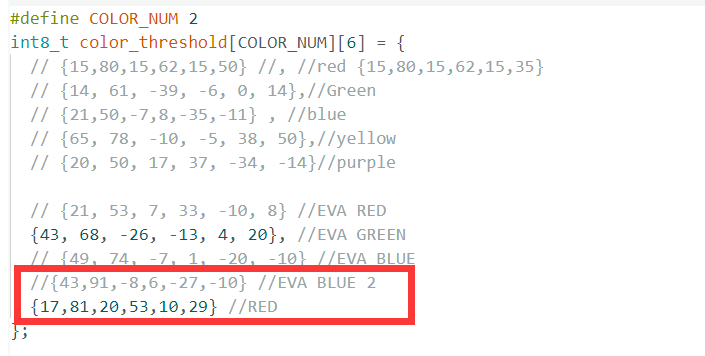 #define COLOR_NUM 2
int8_t color_threshold[COLOR_NUM][6] = {
// {15,80,15,62,15,50} //, //red {15,80,15,62,15,35}
// {14, 61, -39, -6, 0, 14},//Green
// {21,50,-7,8,-35,-11} , //blue
// {65, 78, -10, -5, 38, 50},//yellow
// {20, 50, 17, 37, -34, -14}//purple
// {21, 53, 7, 33, -10, 8} //EVA RED
{43, 68, -26, -13, 4, 20}, //EVA GREEN
// {49, 74, -7, 1, -20, -10} //EVA BLUE
//{43,91,-8,6,-27,-10} //EVA BLUE 2
{17,81,20,53,10,29} //RED
};